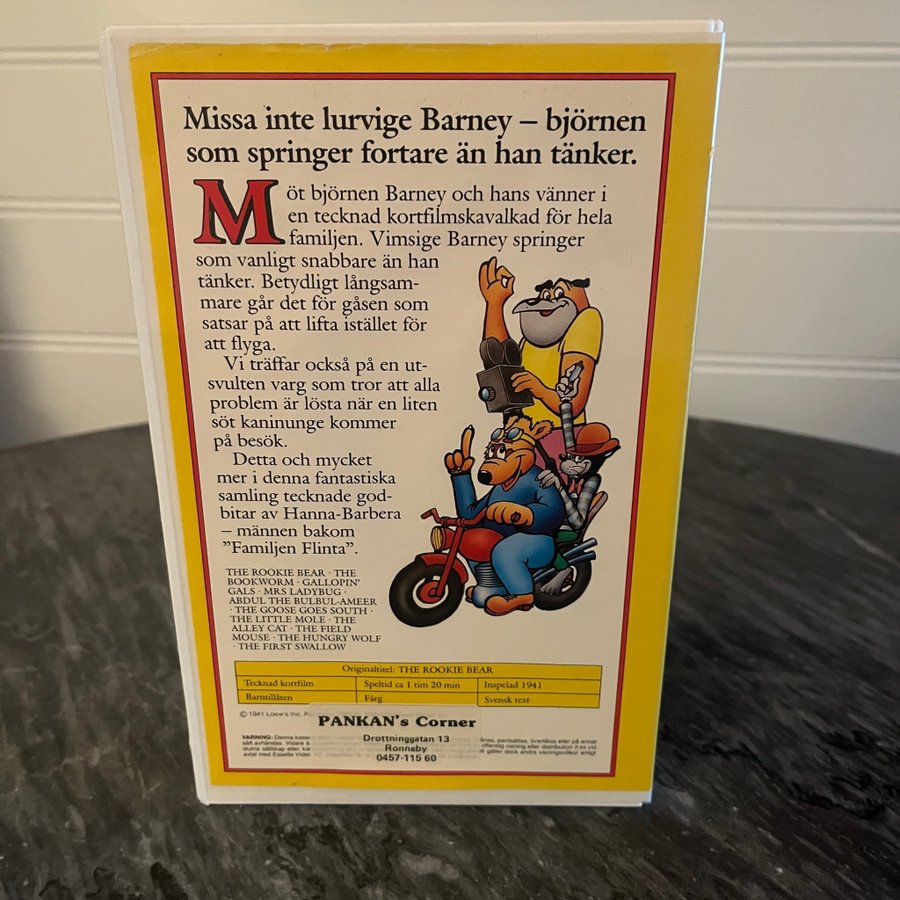 Missa inte lurvige Barney – björnen
som springer fortare än han tänker.
Möt björnen Barney och hans vänner i
en tecknad kortfilmskavalkad för hela
familjen. Vimsige Barney springer
som vanligt snabbare än han
tänker. Betydligt långsam-
mare går det för gåsen som
satsar på att lifta istället för
att flyga.
Vi träffar också på en ut-
svulten varg som tror att alla
problem är lösta när en liten
söt kaninunge kommer
på besök.
Detta och mycket
mer i denna fantastiska
samling tecknade god-
bitar av Hanna-Barbera
– männen bakom
”Familjen Flinta”.
THE ROOKIE BEAR · THE
BOOKWORM · GALLOPIN'
GALS · MRS LADYBUG ·
ABDUL THE BULBUL-AMEER
· THE GOOSE GOES SOUTH ·
THE LITTLE MOLE · THE
ALLEY CAT · THE FIELD
MOUSE · THE HUNGRY WOLF
· THE FIRST SWALLOW
Originaltitel: THE ROOKIE BEAR
Tecknad kortfilm Speltid ca 1 tim 20 min Inspelad 1941
Barntillåten Färg Svensk text
© 1941 Loew's Inc.
PANKAN's Corner
Drottninggatan 13
Ronneby
0457-115 60
VARNING: Denna